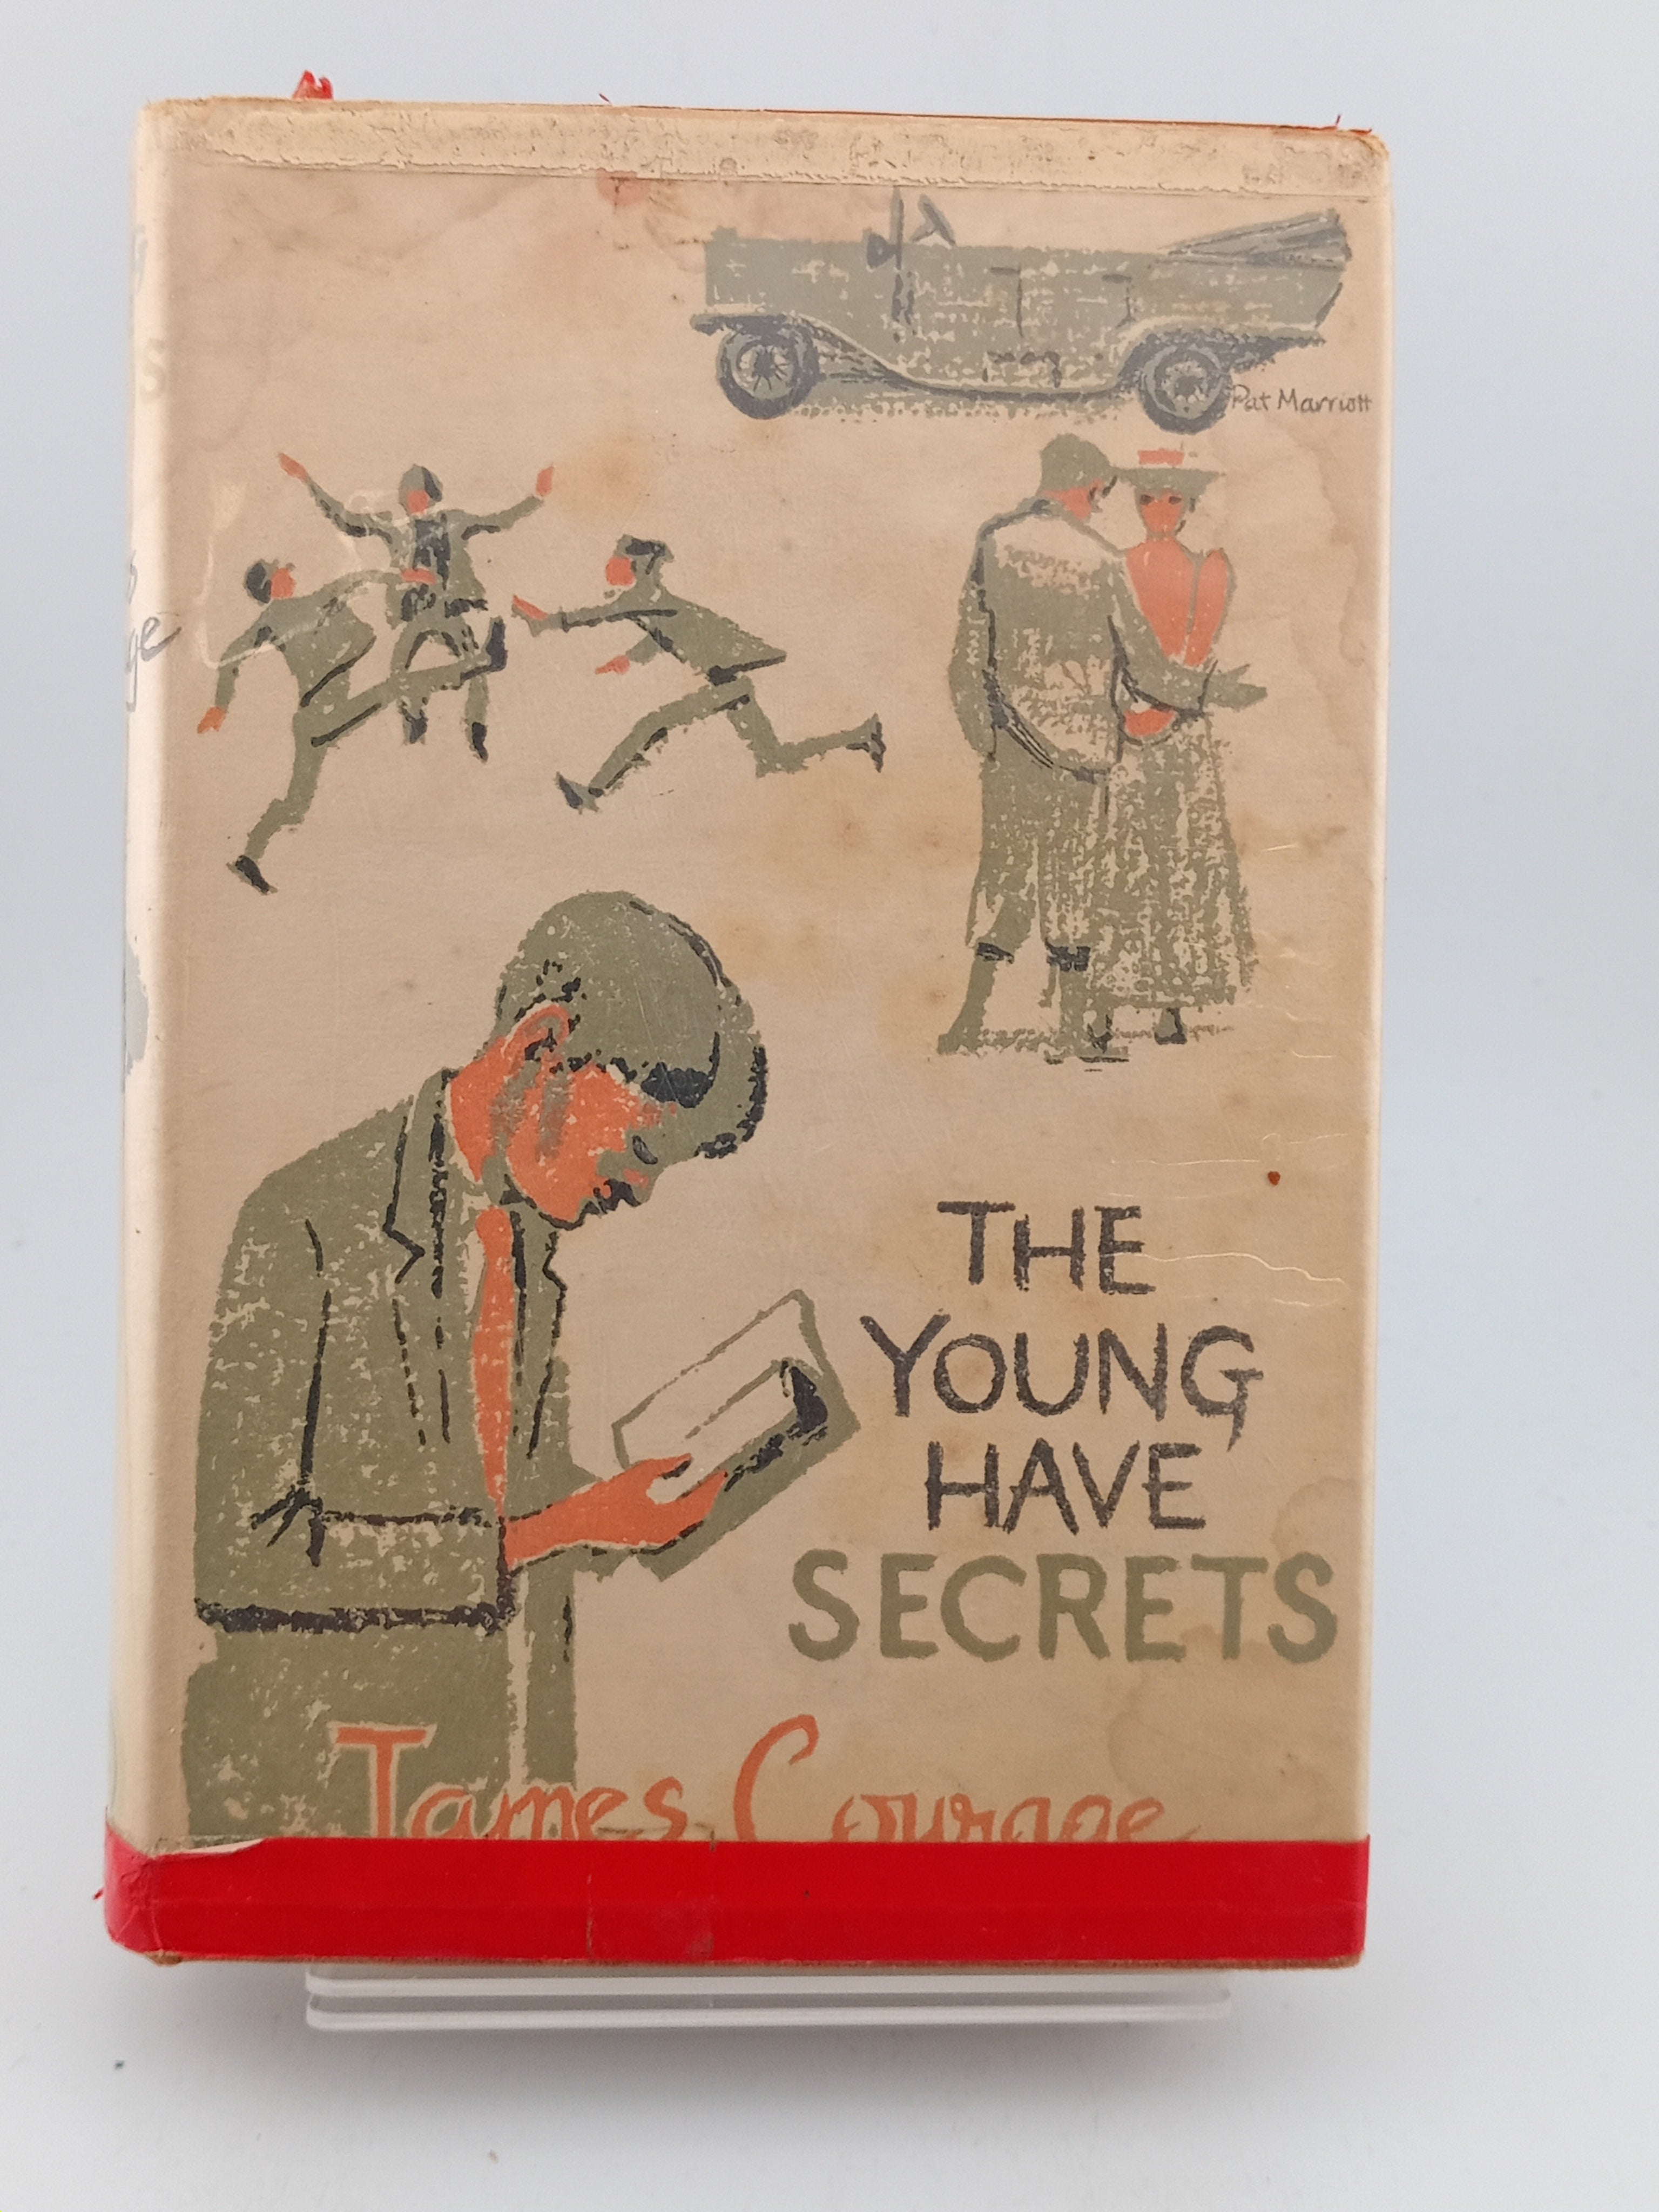 Pat Marriott
THE
YOUNG
HAVE
SECRETS
James Courage